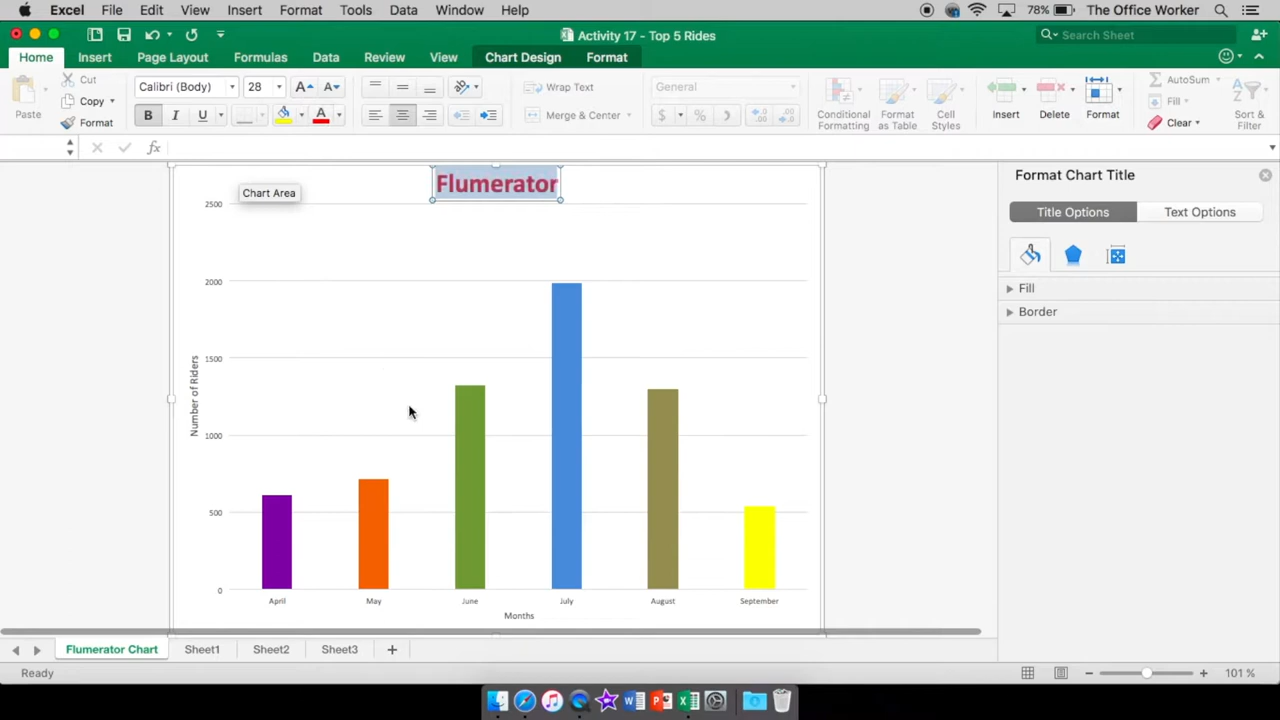 Excel File Edit View Insert Format Tools Data Window Help 78% The Office Worker
Activity 17 - Top 5 Rides
Search Sheet
Home Insert Page Layout Formulas Data Review View Chart Design Format
Paste
Cut
Copy
Format
Calibri (Body) 28
B I U A
Wrap Text
Merge & Center
General
$ %
Conditional Formatting
Format as Table
Cell Styles
Insert
Delete
Format
AutoSum
Fill
Clear
Sort & Filter
fx
Flumerator
Chart Area
2500
2000
1500
1000
500
0
Number of Riders
April May June July August September
Months
Format Chart Title
Title Options Text Options
Fill
Border
Flumerator Chart Sheet1 Sheet2 Sheet3
Ready
101 %